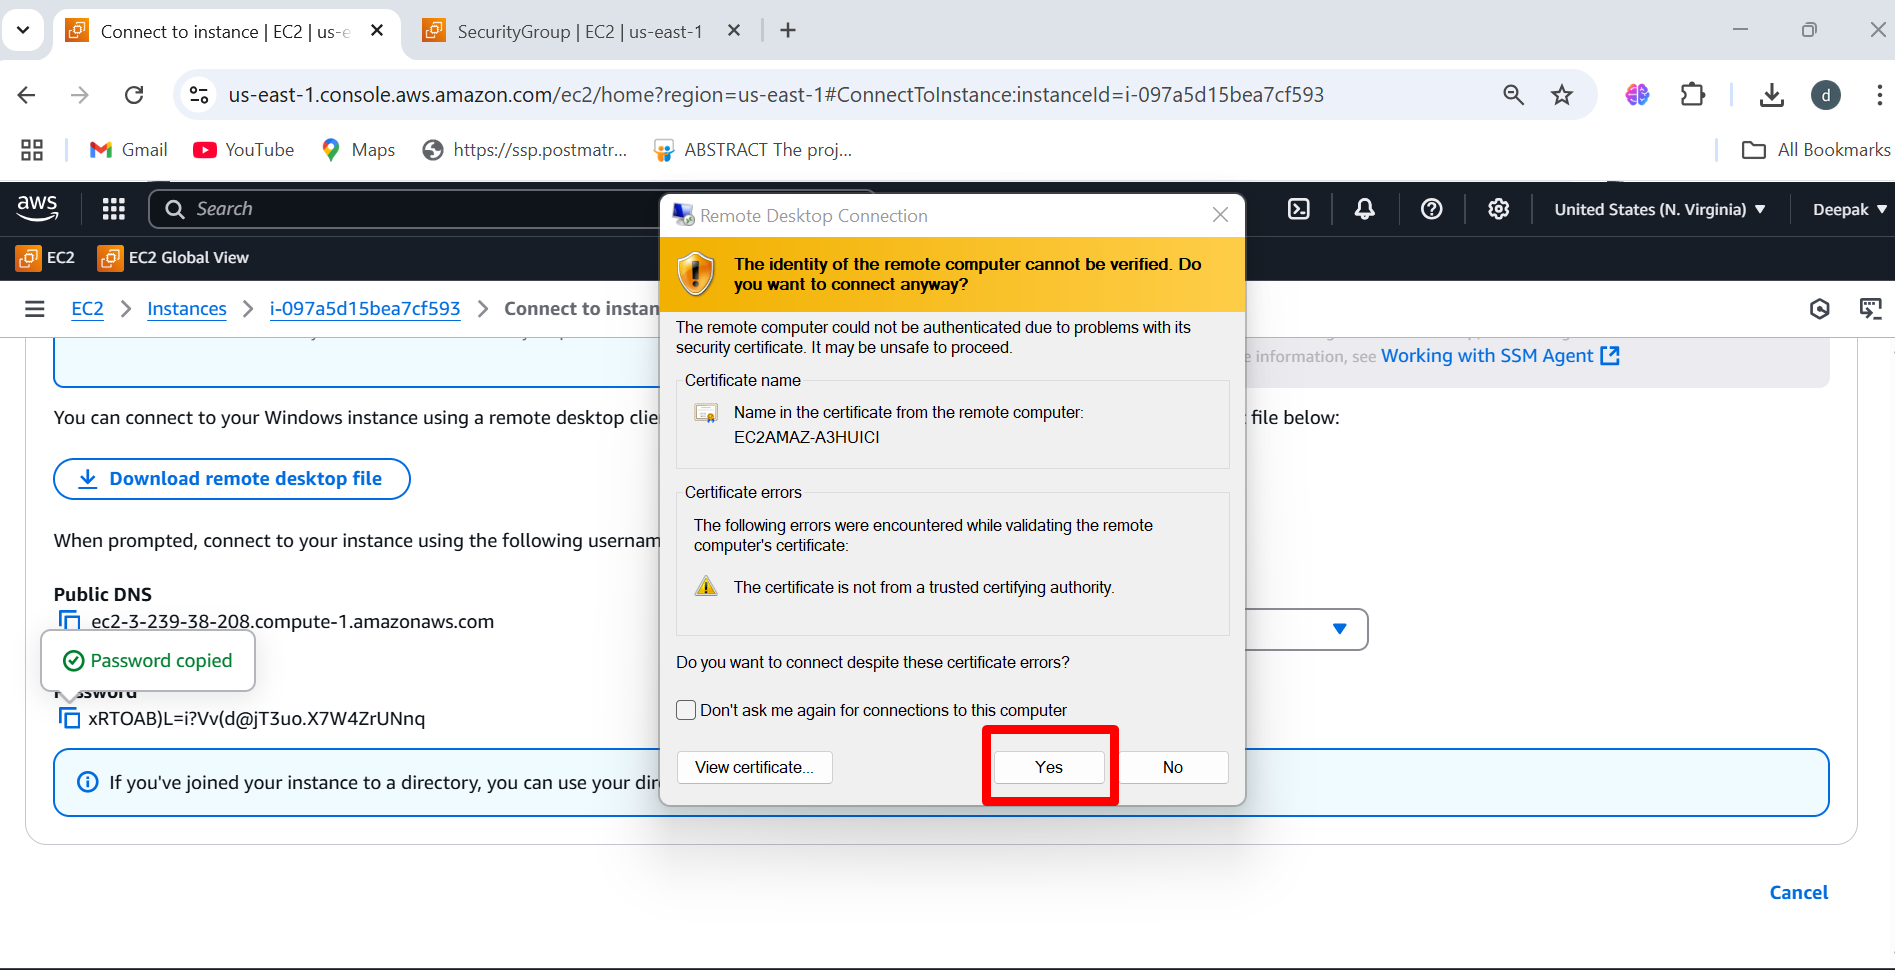 Connect to instance | EC2 | us-e
SecurityGroup | EC2 | us-east-1
us-east-1.console.aws.amazon.com/ec2/home?region=us-east-1#ConnectToInstance:instanceId=i-097a5d15bea7cf593
d
Gmail
YouTube
Maps
https://ssp.postmatr...
ABSTRACT The proj...
All Bookmarks
aws
Search
United States (N. Virginia)
Deepak
EC2
EC2 Global View
EC2 > Instances > i-097a5d15bea7cf593 > Connect to instan
Remote Desktop Connection
The identity of the remote computer cannot be verified. Do
you want to connect anyway?
The remote computer could not be authenticated due to problems with its
security certificate. It may be unsafe to proceed.
Certificate name
Name in the certificate from the remote computer:
EC2AMAZ-A3HUICI
Certificate errors
The following errors were encountered while validating the remote
computer's certificate:
The certificate is not from a trusted certifying authority.
Do you want to connect despite these certificate errors?
Don't ask me again for connections to this computer
View certificate...
Yes
No
e information, see Working with SSM Agent
You can connect to your Windows instance using a remote desktop clie
file below:
Download remote desktop file
When prompted, connect to your instance using the following usernam
Public DNS
ec2-3-239-38-208.compute-1.amazonaws.com
Password copied
Password
xRTOAB)L=i?Vv(d@jT3uo.X7W4ZrUNnq
If you've joined your instance to a directory, you can use your dir
Cancel